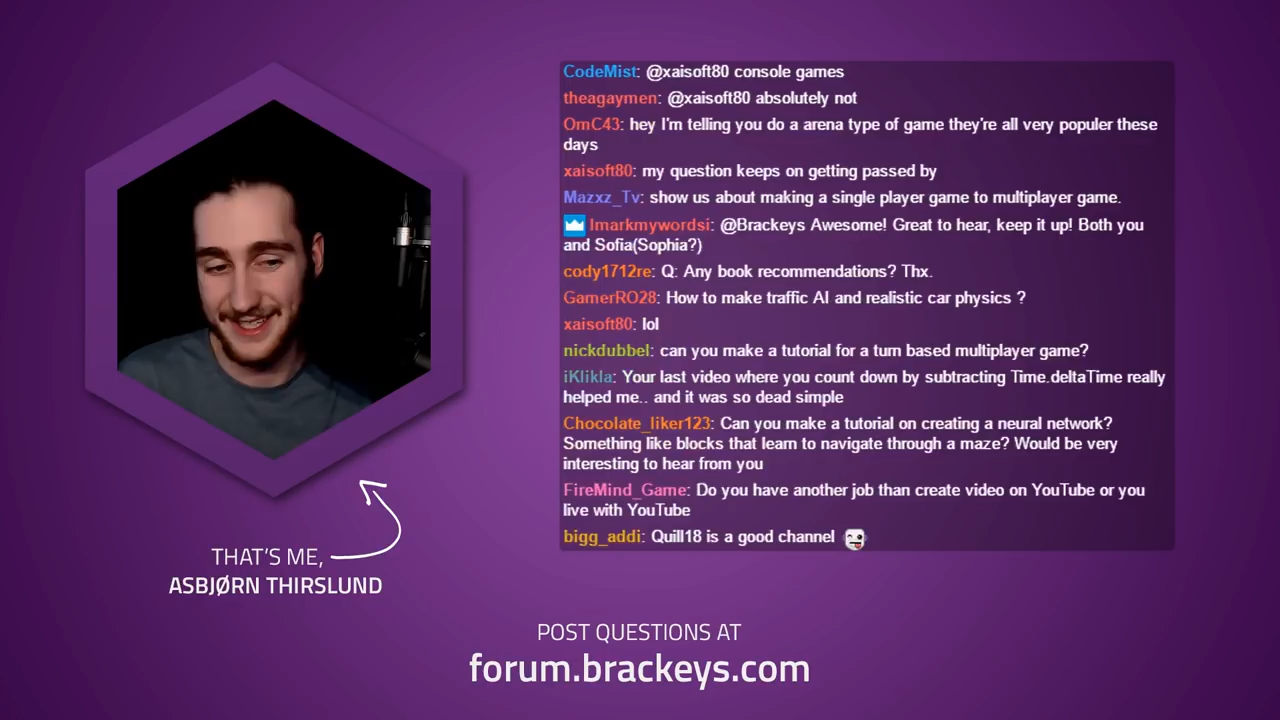 CodeMist: @xaisoft80 console games
theagaymen: @xaisoft80 absolutely not
OmC43: hey I'm telling you do a arena type of game they're all very populer these
days
xaisoft80: my question keeps on getting passed by
Mazxz_Tv: show us about making a single player game to multiplayer game.
Imarkmywordsi: @Brackeys Awesome! Great to hear, keep it up! Both you
and Sofia(Sophia?)
cody1712re: Q: Any book recommendations? Thx.
GamerRO28: How to make traffic AI and realistic car physics ?
xaisoft80: lol
nickdubbel: can you make a tutorial for a turn based multiplayer game?
iKlikla: Your last video where you count down by subtracting Time.deltaTime really
helped me.. and it was so dead simple
Chocolate_liker123: Can you make a tutorial on creating a neural network?
Something like blocks that learn to navigate through a maze? Would be very
interesting to hear from you
FireMind_Game: Do you have another job than create video on YouTube or you
live with YouTube
bigg_addi: Quill18 is a good channel
THAT'S ME,
ASBJØRN THIRSLUND
POST QUESTIONS AT
forum.brackeys.com